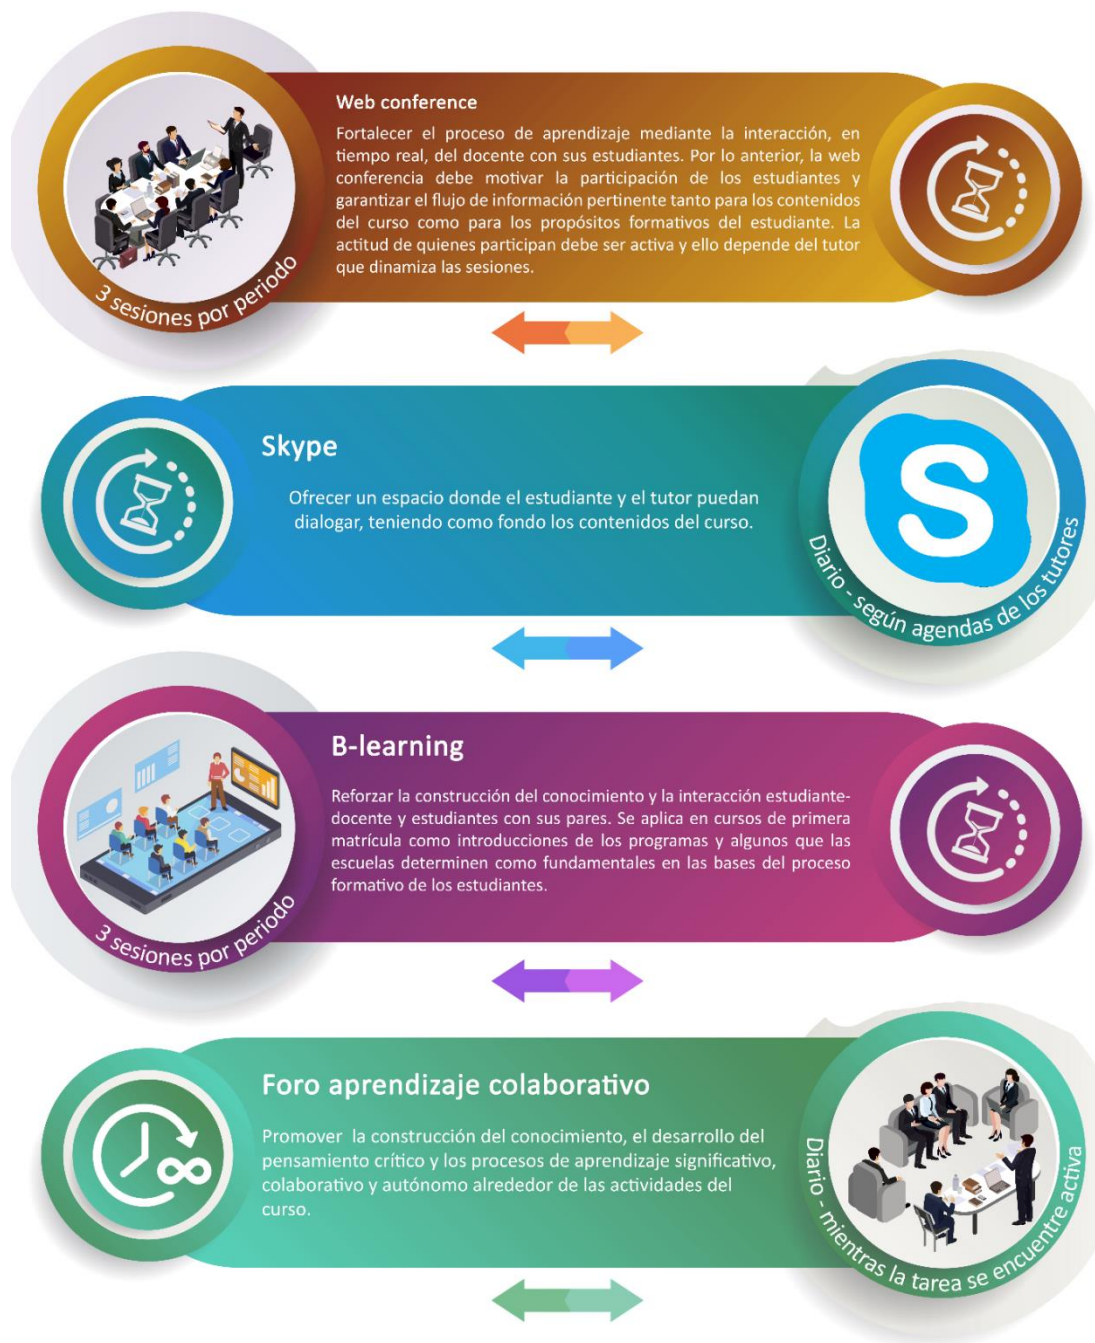 Web conference
Fortalecer el proceso de aprendizaje mediante la interacción, en
tiempo real, del docente con sus estudiantes. Por lo anterior, la web
conferencia debe motivar la participación de los estudiantes y
garantizar el flujo de información pertinente tanto para los contenidos
del curso como para los propósitos formativos del estudiante. La
actitud de quienes participan debe ser activa y ello depende del tutor
que dinamiza las sesiones.
3 sesiones por periodo
Skype
Ofrecer un espacio donde el estudiante y el tutor puedan
dialogar, teniendo como fondo los contenidos del curso.
S
Diario - según agendas de los tutores
B-learning
Reforzar la construcción del conocimiento y la interacción estudiante-
docente y estudiantes con sus pares. Se aplica en cursos de primera
matrícula como introducciones de los programas y algunos que las
escuelas determinen como fundamentales en las bases del proceso
formativo de los estudiantes.
3 sesiones por periodo
Foro aprendizaje colaborativo
Promover la construcción del conocimiento, el desarrollo del
pensamiento crítico y los procesos de aprendizaje significativo,
colaborativo y autónomo alrededor de las actividades del
curso.
Diario - mientras la tarea se encuentre activa